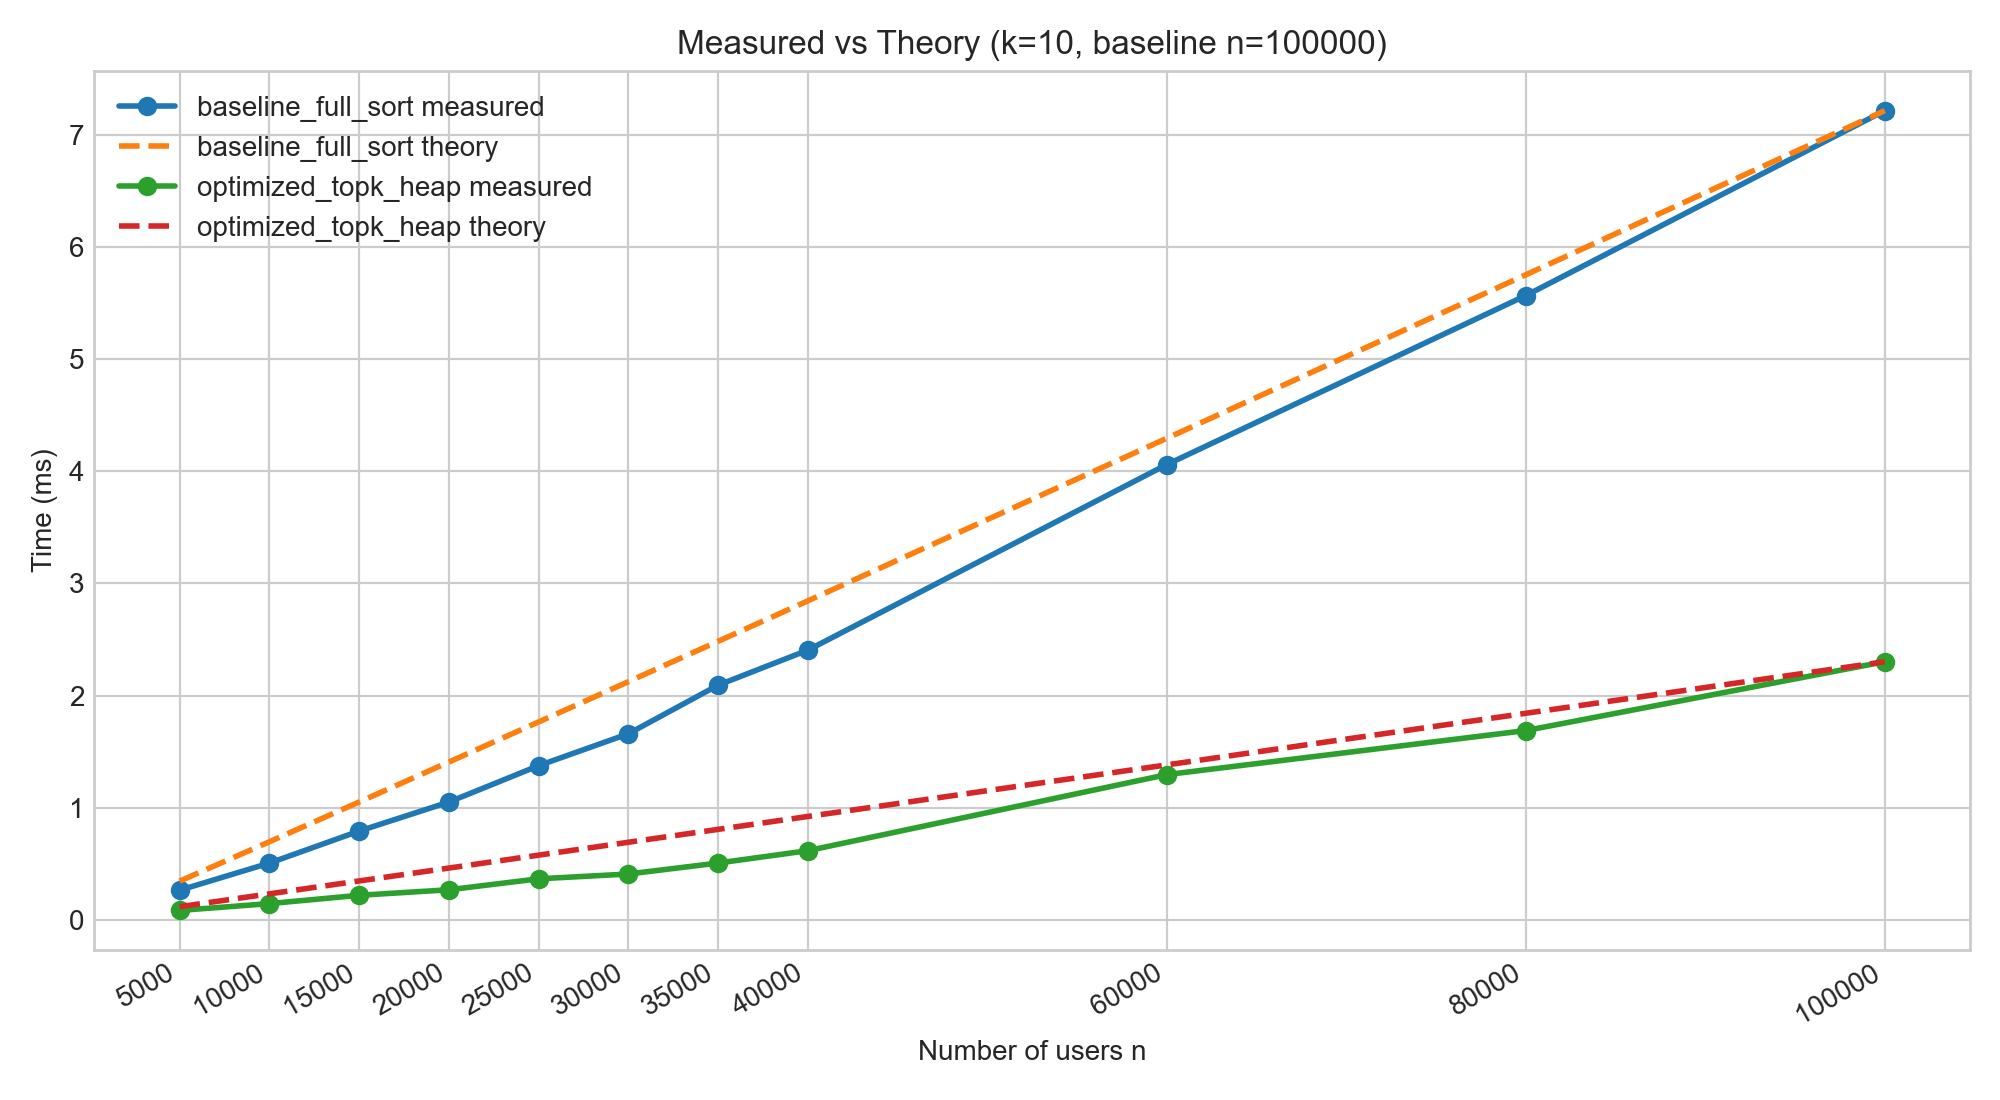 Measured vs Theory (k=10, baseline n=100000)
baseline_full_sort measured
baseline_full_sort theory
optimized_topk_heap measured
optimized_topk_heap theory
Time (ms)
7
6
5
4
3
2
1
0
5000 10000 15000 20000 25000 30000 35000 40000 60000 80000 100000
Number of users n